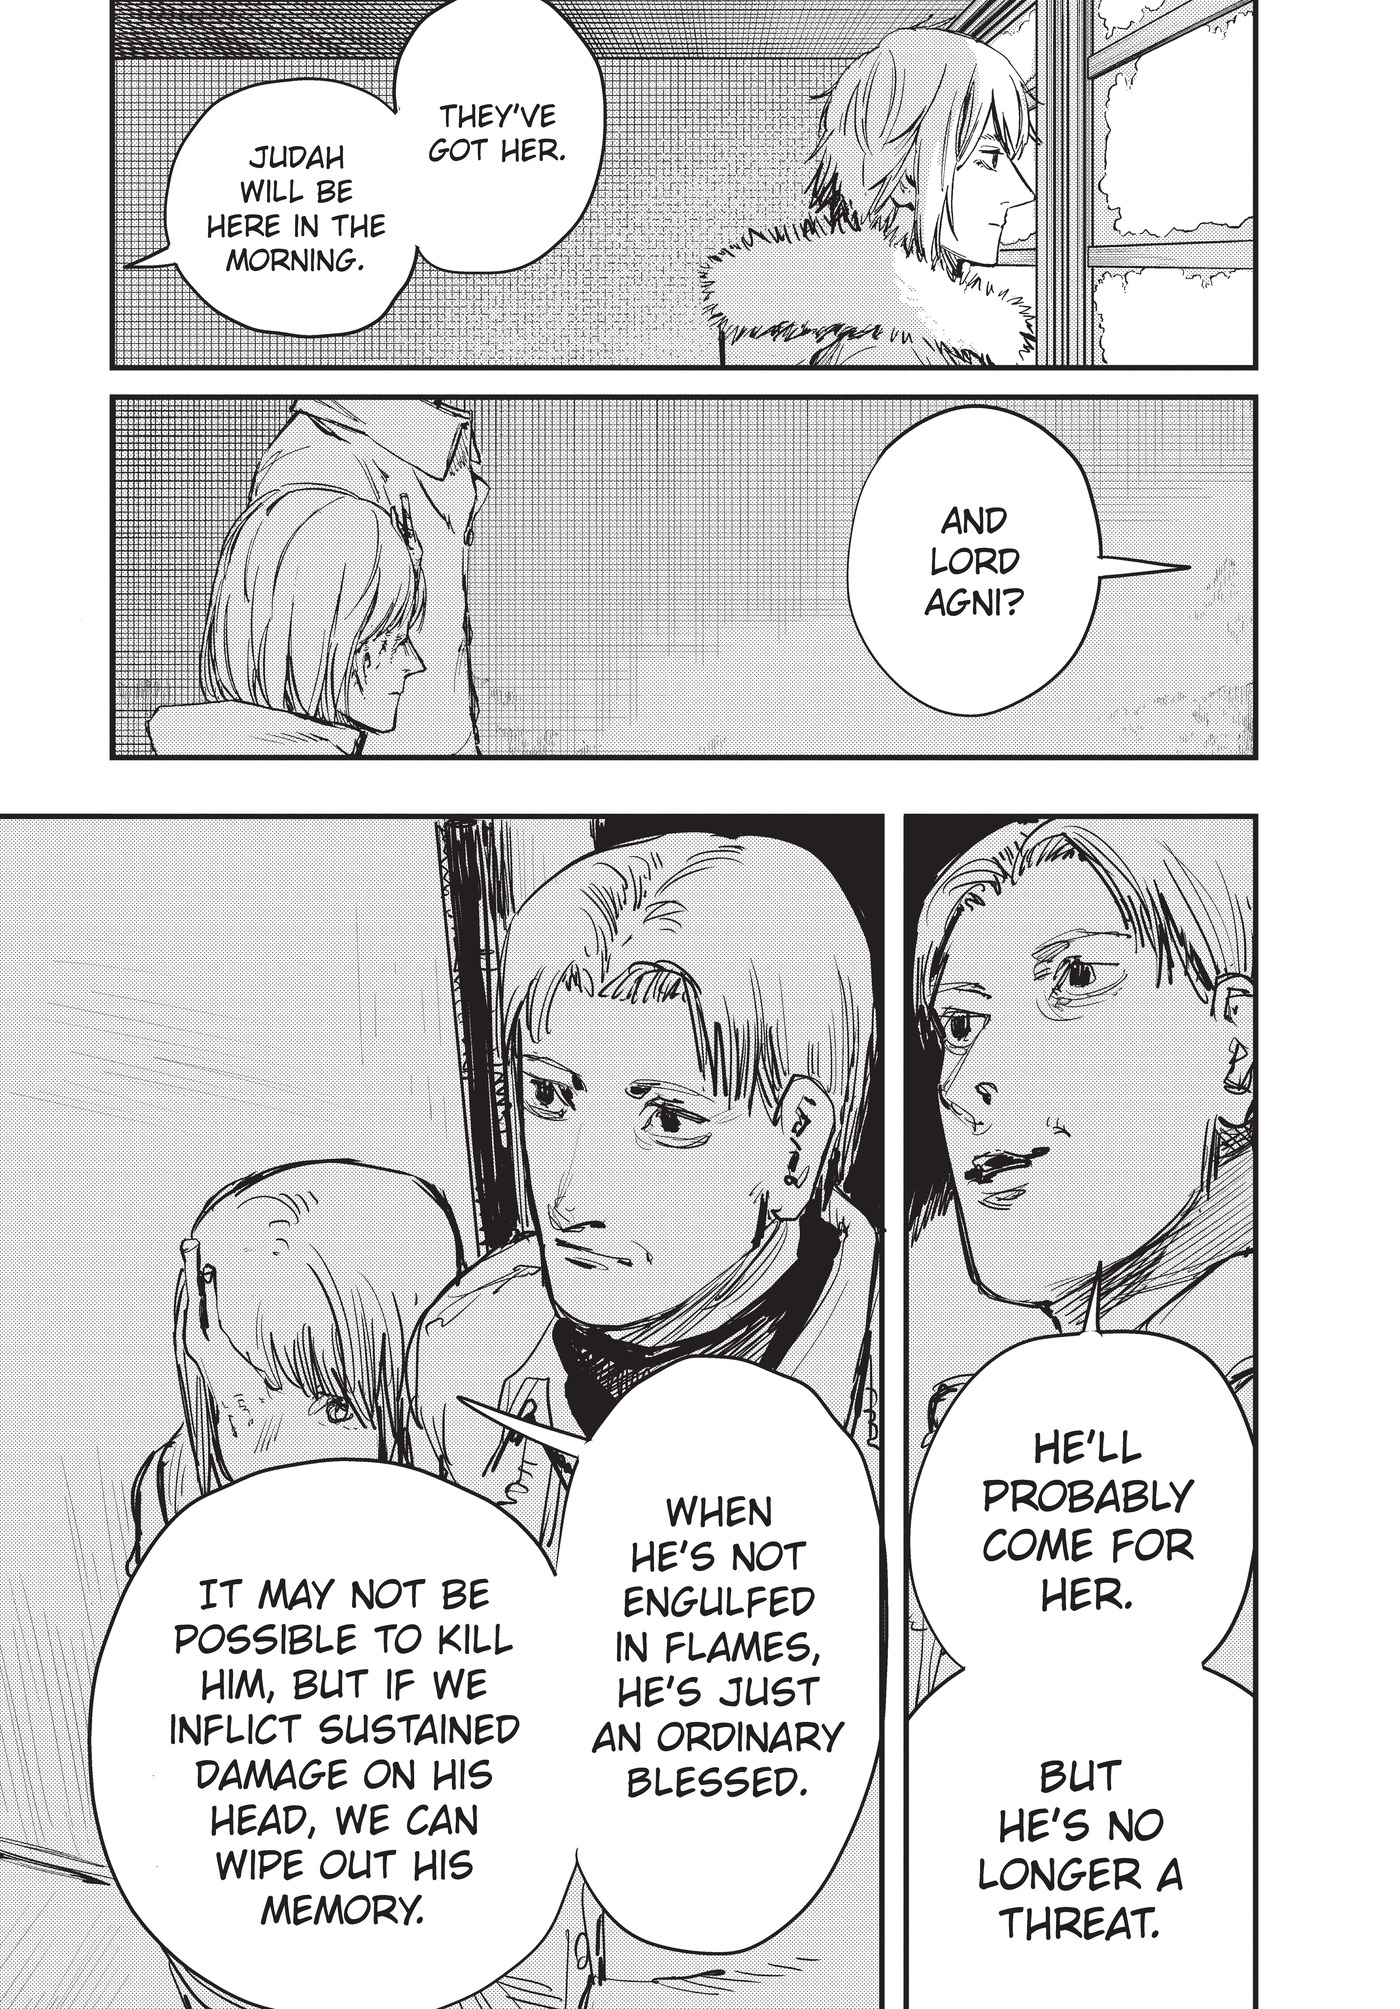 THEY'VE
GOT HER.
JUDAH
WILL BE
HERE IN THE
MORNING.
AND
LORD
AGNI?
HE'LL
PROBABLY
COME FOR
HER.
BUT
HE'S NO
LONGER A
THREAT.
WHEN
HE'S NOT
ENGULFED
IN FLAMES,
HE'S JUST
AN ORDINARY
BLESSED.
IT MAY NOT BE
POSSIBLE TO KILL
HIM, BUT IF WE
INFLICT SUSTAINED
DAMAGE ON HIS
HEAD, WE CAN
WIPE OUT HIS
MEMORY.